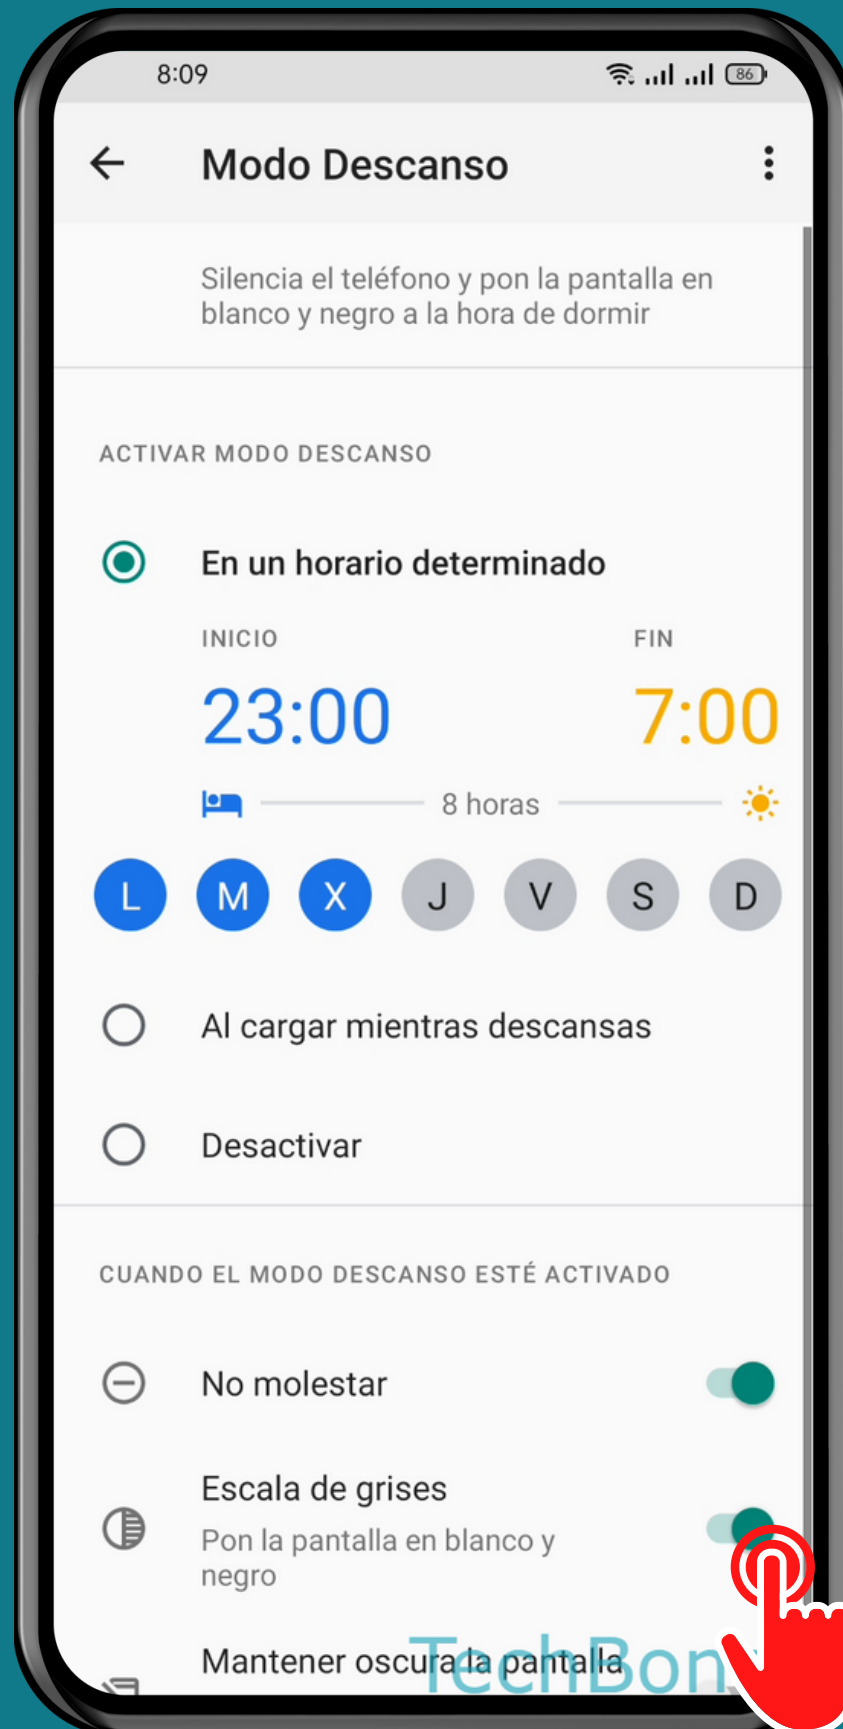 8:09
86
Modo Descanso
Silencia el teléfono y pon la pantalla en
blanco y negro a la hora de dormir
ACTIVAR MODO DESCANSO
En un horario determinado
INICIO FIN
23:00 7:00
8 horas
L M X J V S D
Al cargar mientras descansas
Desactivar
CUANDO EL MODO DESCANSO ESTÉ ACTIVADO
No molestar
Escala de grises
Pon la pantalla en blanco y
negro
Mantener oscura la pantalla